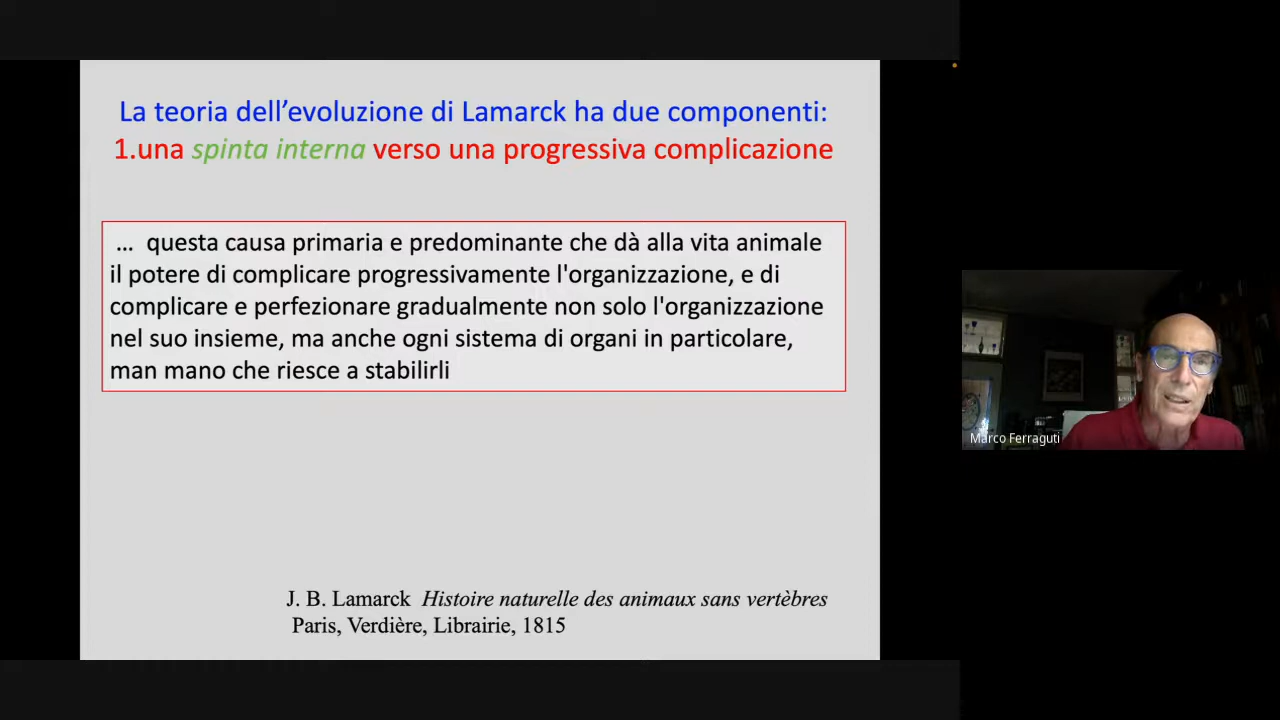 La teoria dell’evoluzione di Lamarck ha due componenti:
1.una spinta interna verso una progressiva complicazione
… questa causa primaria e predominante che dà alla vita animale
il potere di complicare progressivamente l'organizzazione, e di
complicare e perfezionare gradualmente non solo l'organizzazione
nel suo insieme, ma anche ogni sistema di organi in particolare,
man mano che riesce a stabilirli
J. B. Lamarck Histoire naturelle des animaux sans vertèbres
Paris, Verdière, Librairie, 1815
Marco Ferraguti